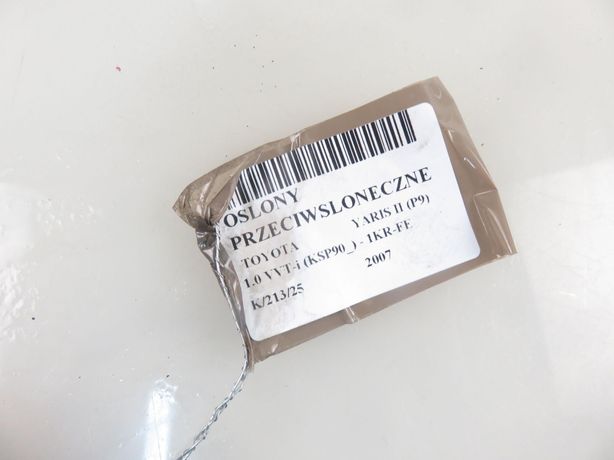 OSLONY
PRZECIWSLONECZNE
TOYOTA YARIS II (P9)
1.0 VVT-i (KSP90_) - 1KR-FE
K/213/25 2007